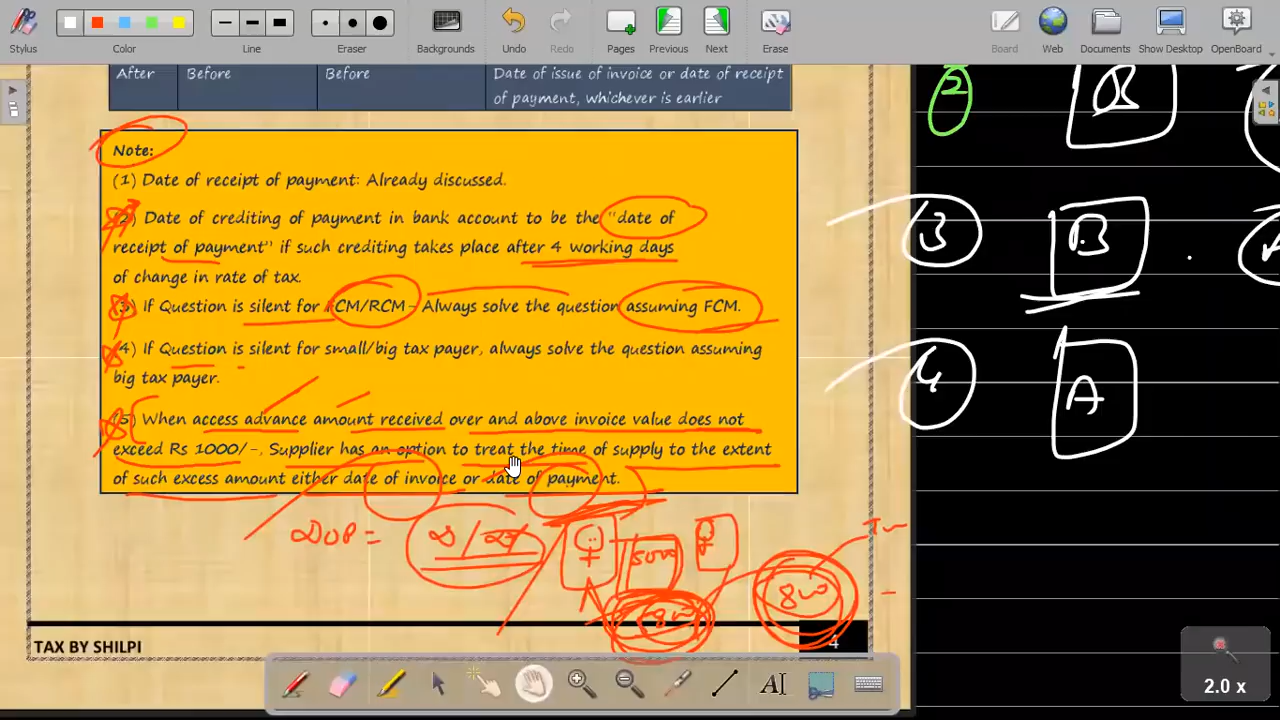 Stylus Color Line Eraser Backgrounds Undo Redo Pages Previous Next Erase Board Web Documents Show Desktop OpenBoard
After Before Before Date of issue of invoice or date of receipt
of payment, whichever is earlier
Note:
(1) Date of receipt of payment: Already discussed.
(2) Date of crediting of payment in bank account to be the "date of
receipt of payment" if such crediting takes place after 4 working days
of change in rate of tax.
(3) If Question is silent for FCM/RCM - Always solve the question assuming FCM.
(4) If Question is silent for small/big tax payer, always solve the question assuming
big tax payer.
(5) When access advance amount received over and above invoice value does not
exceed Rs 1000/-, Supplier has an option to treat the time of supply to the extent
of such excess amount either date of invoice or date of payment.
2 B
3 B
4 A
DOP =
TAX BY SHILPI 4
2.0 x